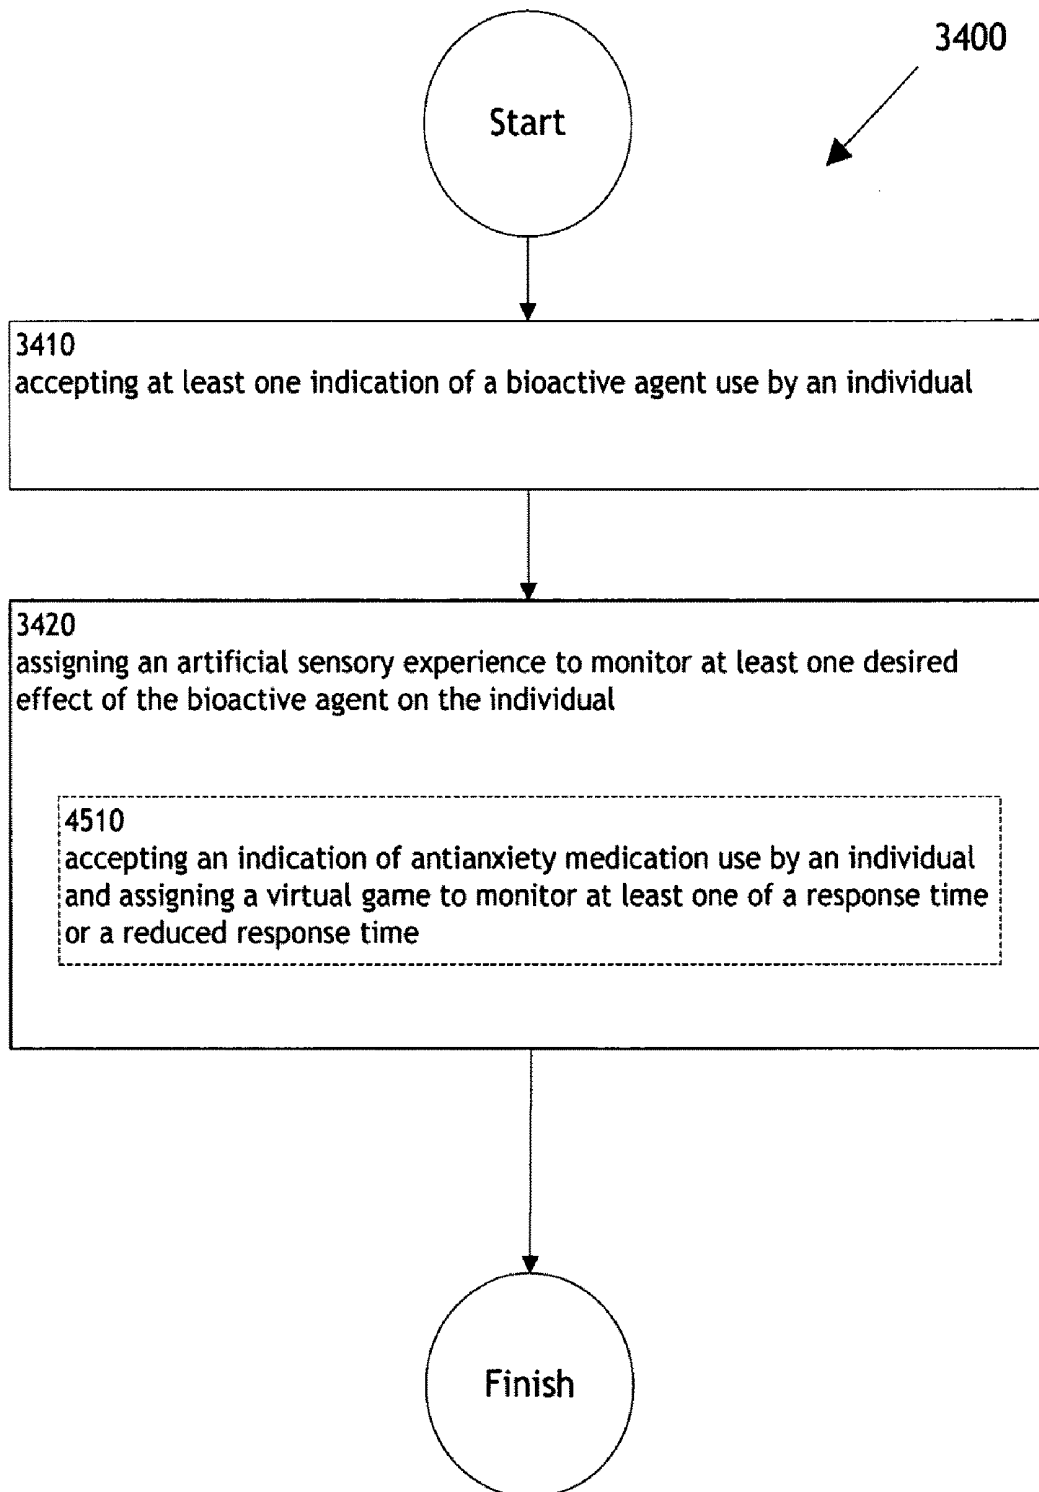 3400
Start
3410
accepting at least one indication of a bioactive agent use by an individual
3420
assigning an artificial sensory experience to monitor at least one desired
effect of the bioactive agent on the individual
4510
accepting an indication of antianxiety medication use by an individual
and assigning a virtual game to monitor at least one of a response time
or a reduced response time
Finish